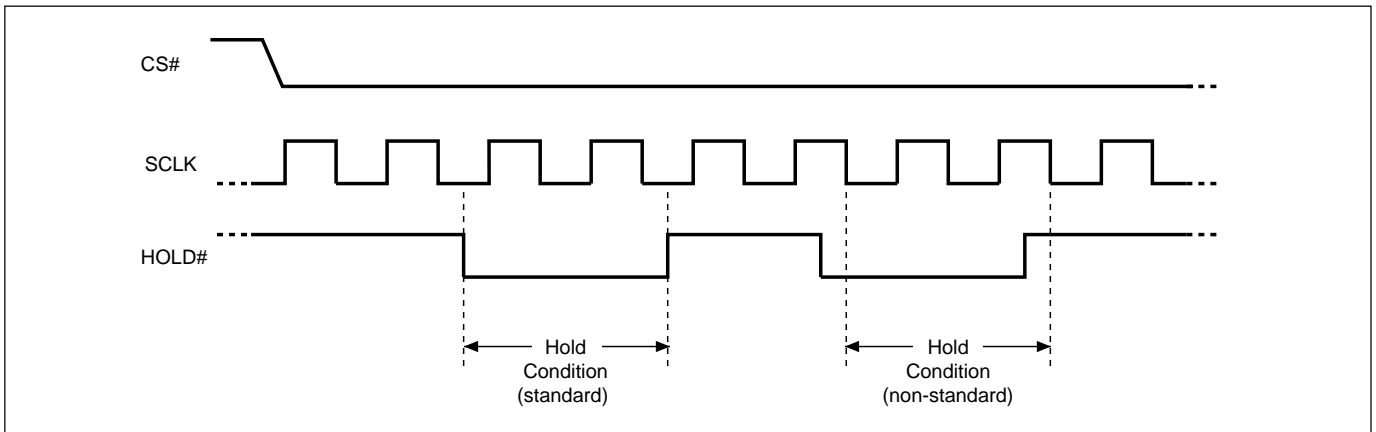 CS#
SCLK
HOLD#
Hold
Condition
(standard)
Hold
Condition
(non-standard)